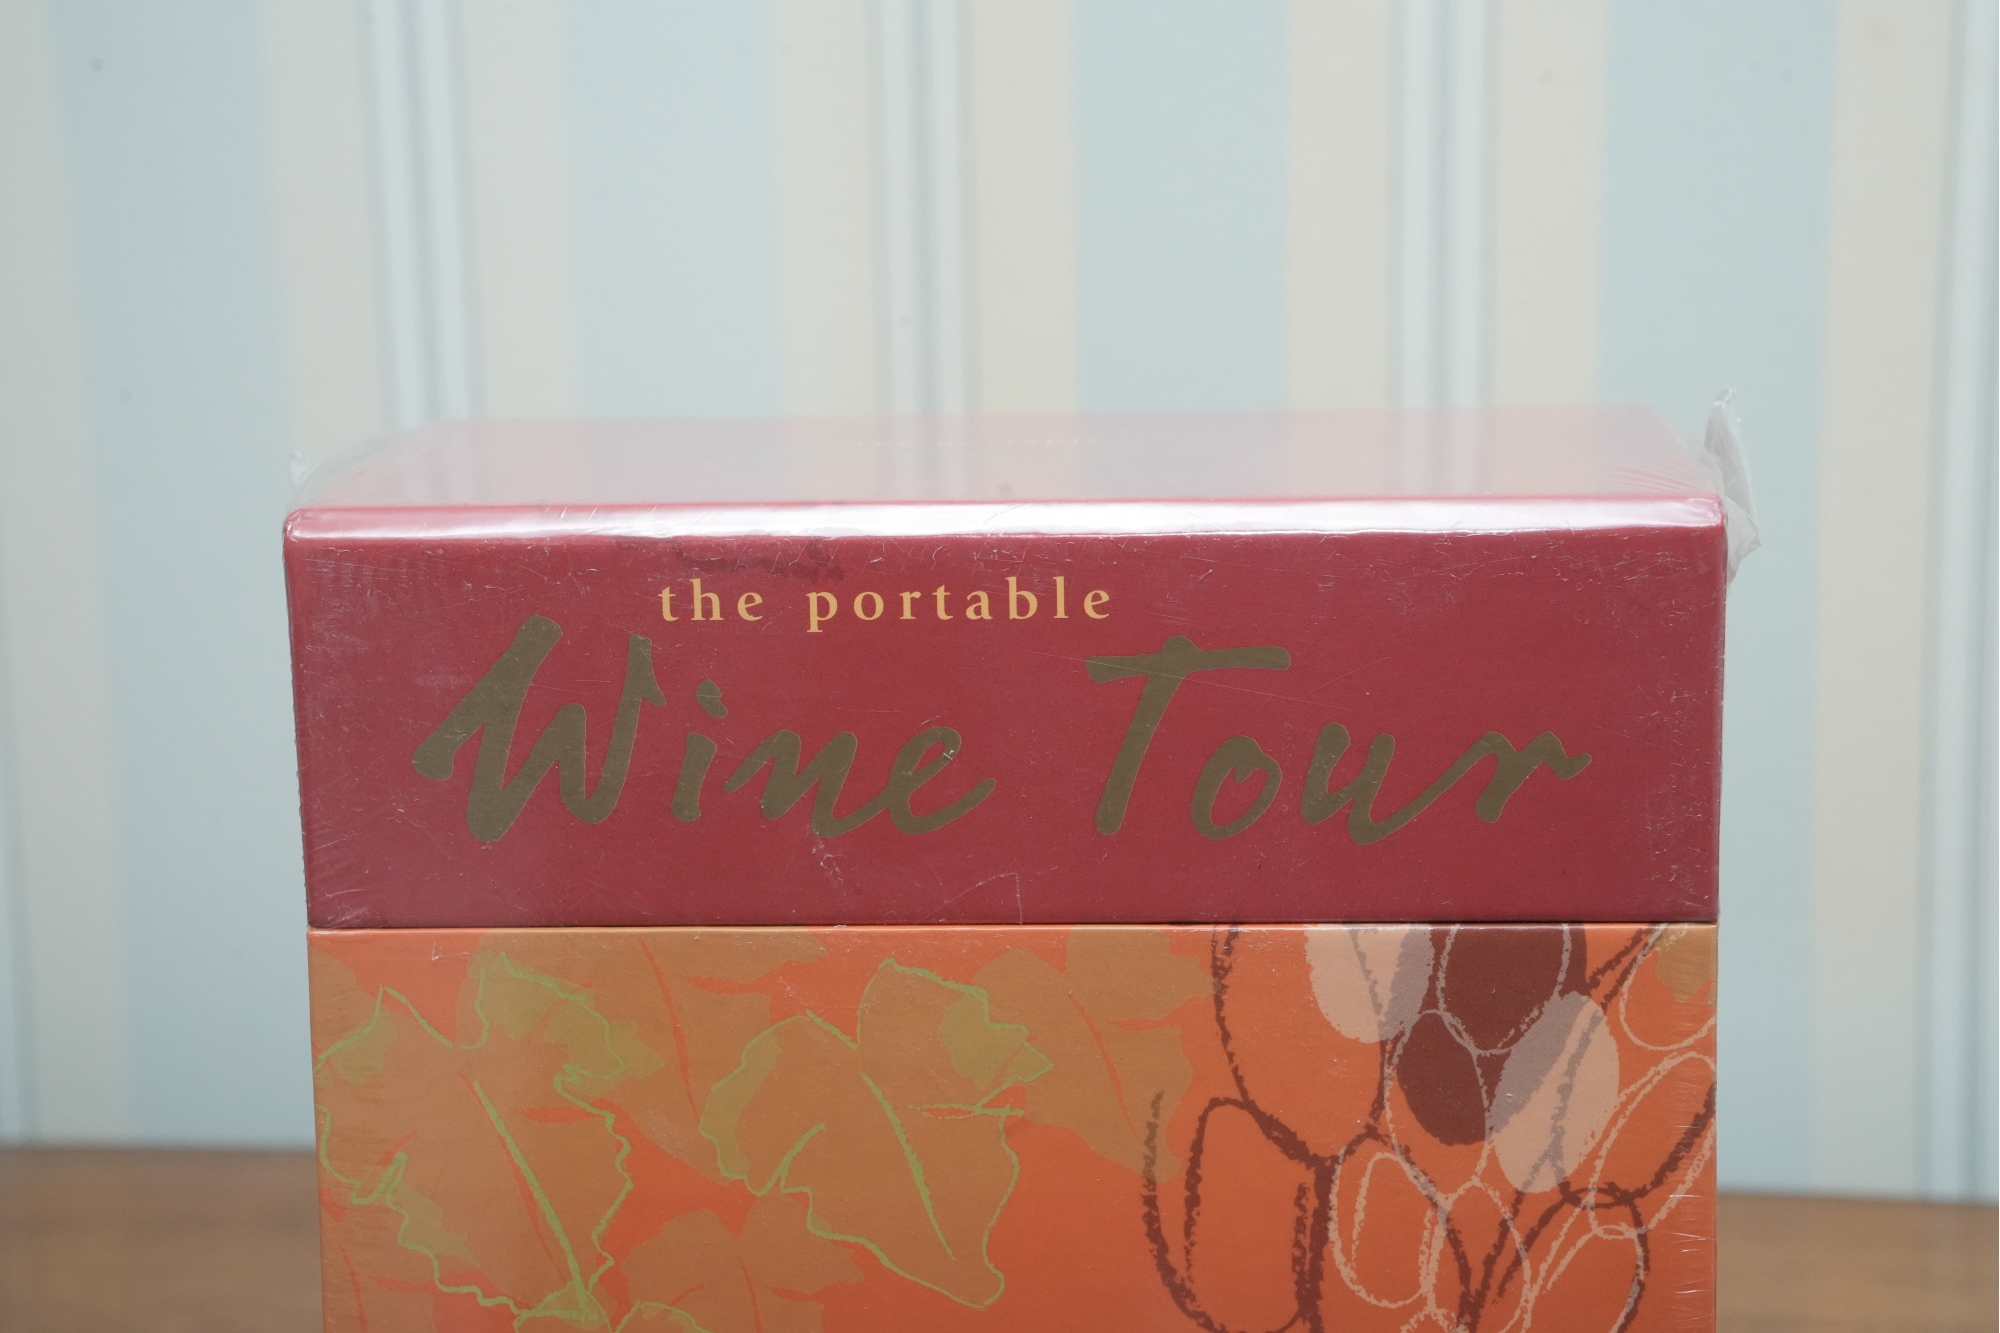 the portable
Wine Tour